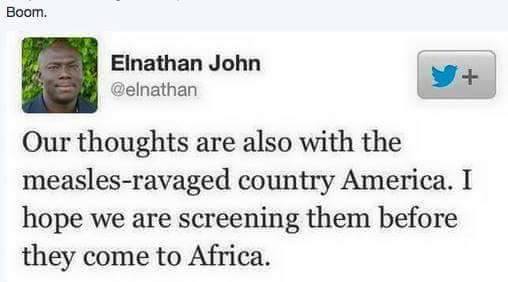 Boom.
Elnathan John
@elnathan
+
Our thoughts are also with the
measles-ravaged country America. I
hope we are screening them before
they come to Africa.